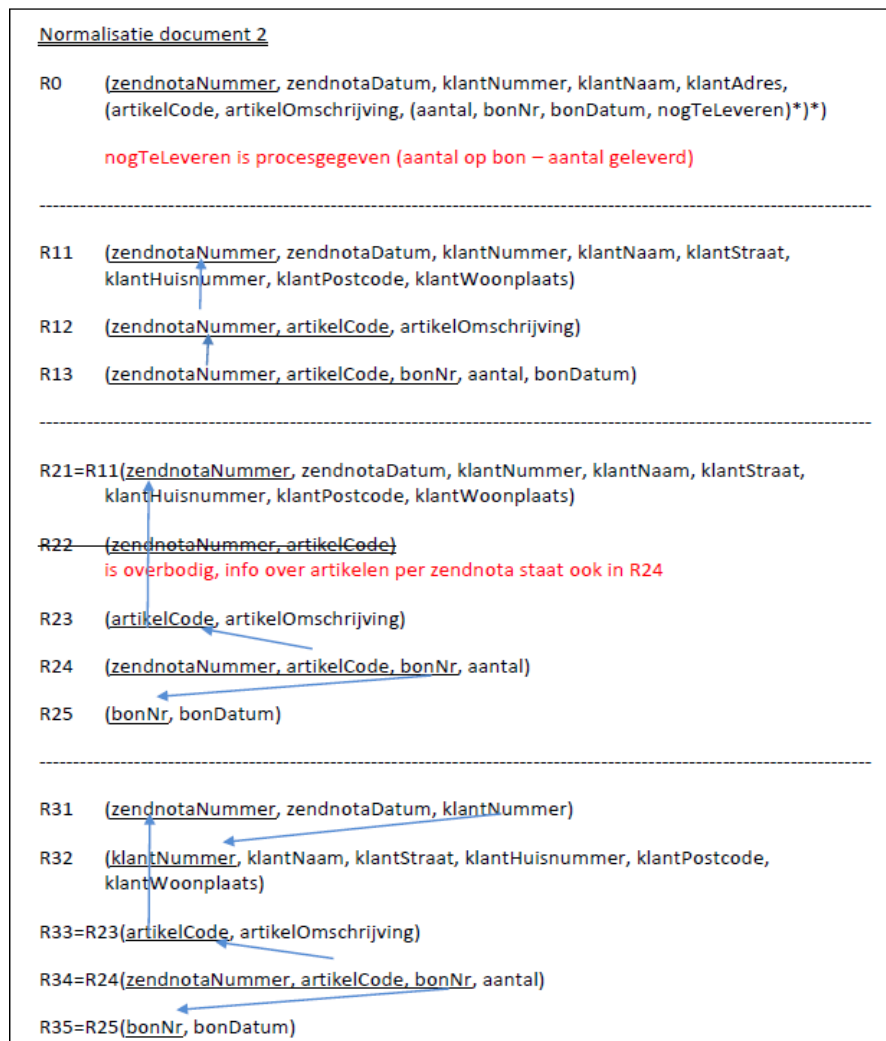 Normalisatie document 2
R0 (zendnotaNummer, zendnotaDatum, klantNummer, klantNaam, klantAdres,
(artikelCode, artikelOmschrijving, (aantal, bonNr, bonDatum, nogTeLeveren)*)*)
nogTeLeveren is procesgegeven (aantal op bon – aantal geleverd)
--------------------------------------------------------------------------------
R11 (zendnotaNummer, zendnotaDatum, klantNummer, klantNaam, klantStraat,
klantHuisnummer, klantPostcode, klantWoonplaats)
R12 (zendnotaNummer, artikelCode, artikelOmschrijving)
R13 (zendnotaNummer, artikelCode, bonNr, aantal, bonDatum)
--------------------------------------------------------------------------------
R21=R11(zendnotaNummer, zendnotaDatum, klantNummer, klantNaam, klantStraat,
klantHuisnummer, klantPostcode, klantWoonplaats)
R22 (zendnotaNummer, artikelCode)
is overbodig, info over artikelen per zendnota staat ook in R24
R23 (artikelCode, artikelOmschrijving)
R24 (zendnotaNummer, artikelCode, bonNr, aantal)
R25 (bonNr, bonDatum)
--------------------------------------------------------------------------------
R31 (zendnotaNummer, zendnotaDatum, klantNummer)
R32 (klantNummer, klantNaam, klantStraat, klantHuisnummer, klantPostcode,
klantWoonplaats)
R33=R23(artikelCode, artikelOmschrijving)
R34=R24(zendnotaNummer, artikelCode, bonNr, aantal)
R35=R25(bonNr, bonDatum)